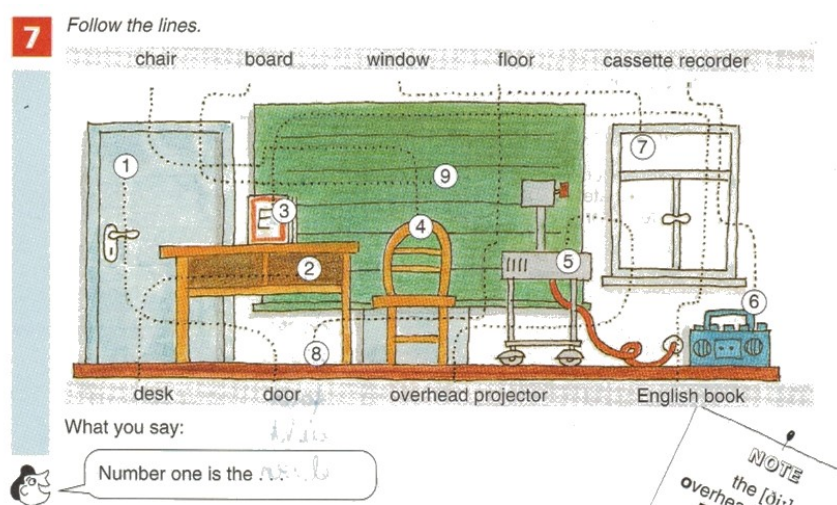 7 Follow the lines.
chair board window floor cassette recorder
1
7
9
E 3
4
2
5
6
8
desk door overhead projector English book
What you say:
Number one is the ...
NOTE
the [ði:]